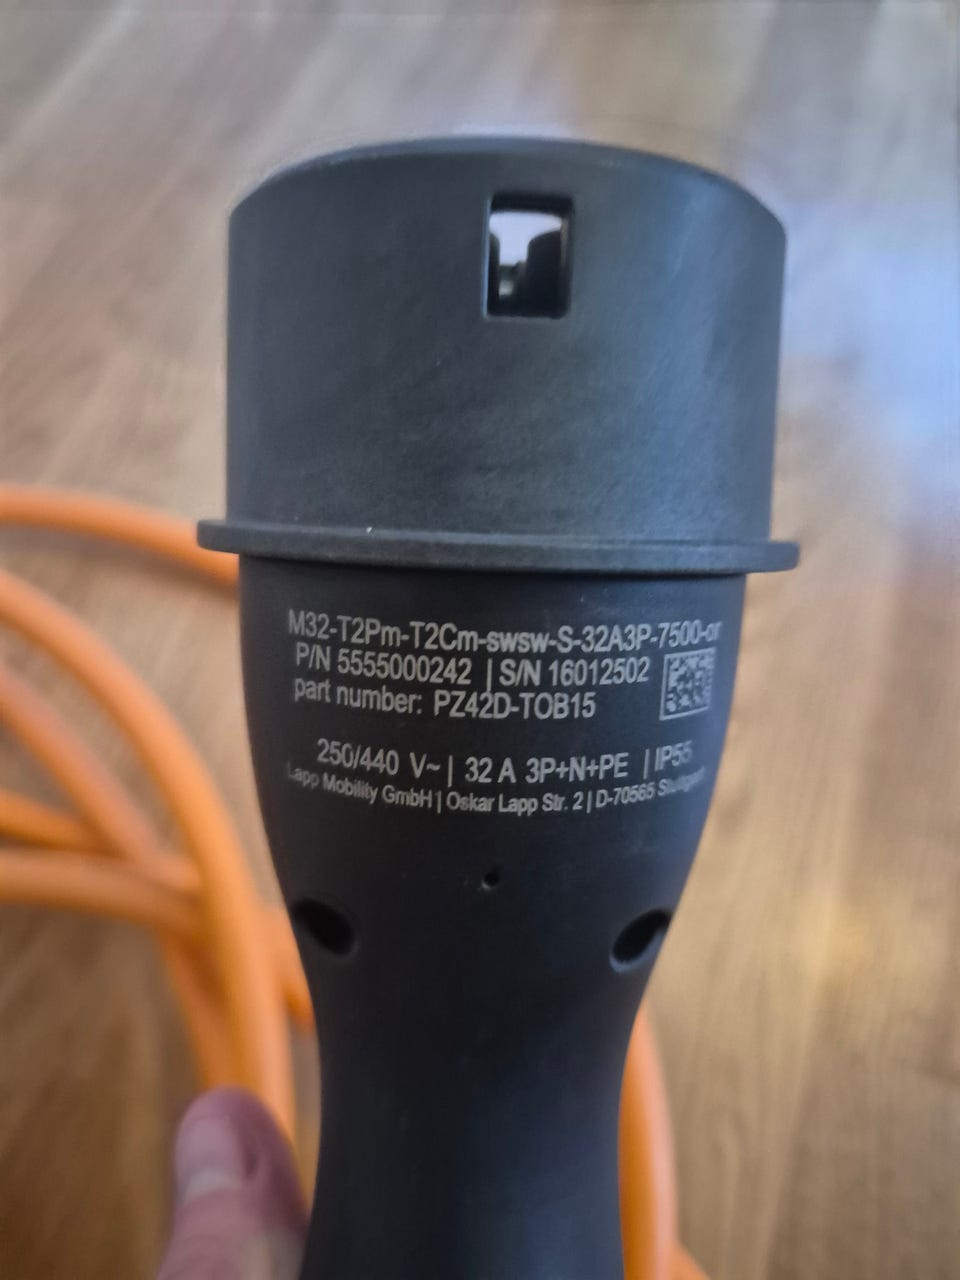 M32-T2Pm-T2Cm-swsw-S-32A3P-7500-or
P/N 5555000242 | S/N 16012502
part number: PZ42D-TOB15
250/440 V~ | 32 A 3P+N+PE | IP55
Lapp Mobility GmbH | Oskar Lapp Str. 2 | D-70565 Stuttgart